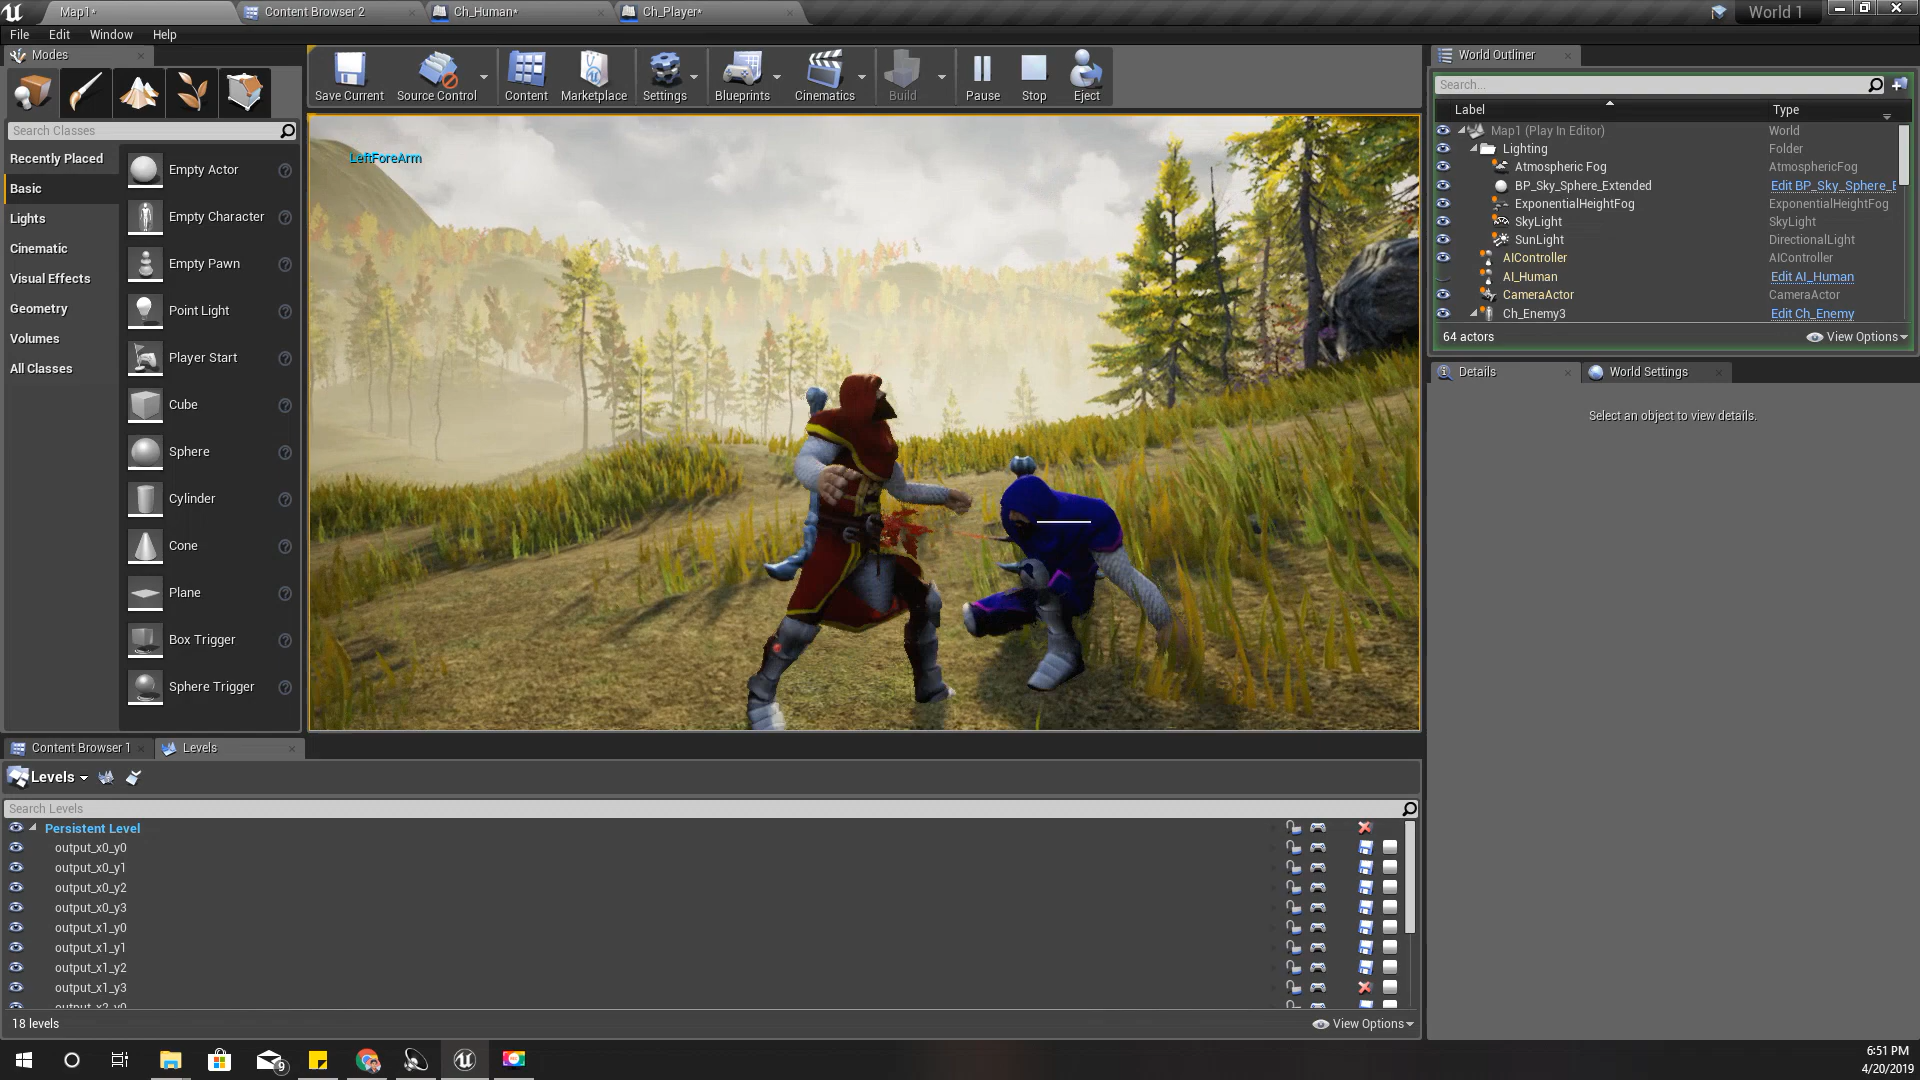 Map1*
Content Browser 2
Ch_Human*
Ch_Player*
World 1
File Edit Window Help
Modes
Save Current
Source Control
Content
Marketplace
Settings
Blueprints
Cinematics
Build
Pause
Stop
Eject
Search Classes
Recently Placed
Basic
Lights
Cinematic
Visual Effects
Geometry
Volumes
All Classes
Empty Actor
Empty Character
Empty Pawn
Point Light
Player Start
Cube
Sphere
Cylinder
Cone
Plane
Box Trigger
Sphere Trigger
LeftForeArm
World Outliner
Search...
Label Type
Map1 (Play In Editor) World
Lighting Folder
Atmospheric Fog AtmosphericFog
BP_Sky_Sphere_Extended Edit BP_Sky_Sphere_E
ExponentialHeightFog ExponentialHeightFog
SkyLight SkyLight
SunLight DirectionalLight
AIController AIController
AI_Human Edit AI_Human
CameraActor CameraActor
Ch_Enemy3 Edit Ch_Enemy
64 actors View Options
Details
World Settings
Select an object to view details.
Content Browser 1
Levels
Levels
Search Levels
Persistent Level
output_x0_y0
output_x0_y1
output_x0_y2
output_x0_y3
output_x1_y0
output_x1_y1
output_x1_y2
output_x1_y3
output_x2_y0
18 levels View Options
9
6:51 PM
4/20/2019